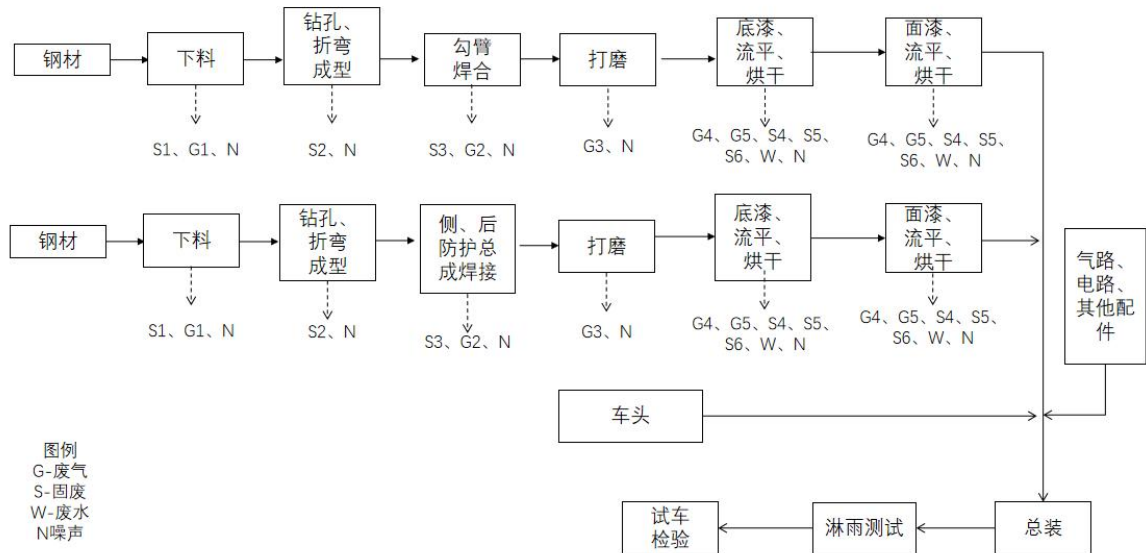 钢材
下料
钻孔、
折弯
成型
勾臂
焊合
打磨
底漆、
流平、
烘干
面漆、
流平、
烘干
S1、G1、N
S2、N
S3、G2、N
G3、N
G4、G5、S4、S5、
S6、W、N
G4、G5、S4、S5、
S6、W、N
钢材
下料
钻孔、
折弯
成型
侧、后
防护总
成焊接
打磨
底漆、
流平、
烘干
面漆、
流平、
烘干
S1、G1、N
S2、N
S3、G2、N
G3、N
G4、G5、S4、S5、
S6、W、N
G4、G5、S4、S5、
S6、W、N
气路、
电路、
其他配
件
车头
图例
G-废气
S-固废
W-废水
N噪声
试车
检验
淋雨测试
总装